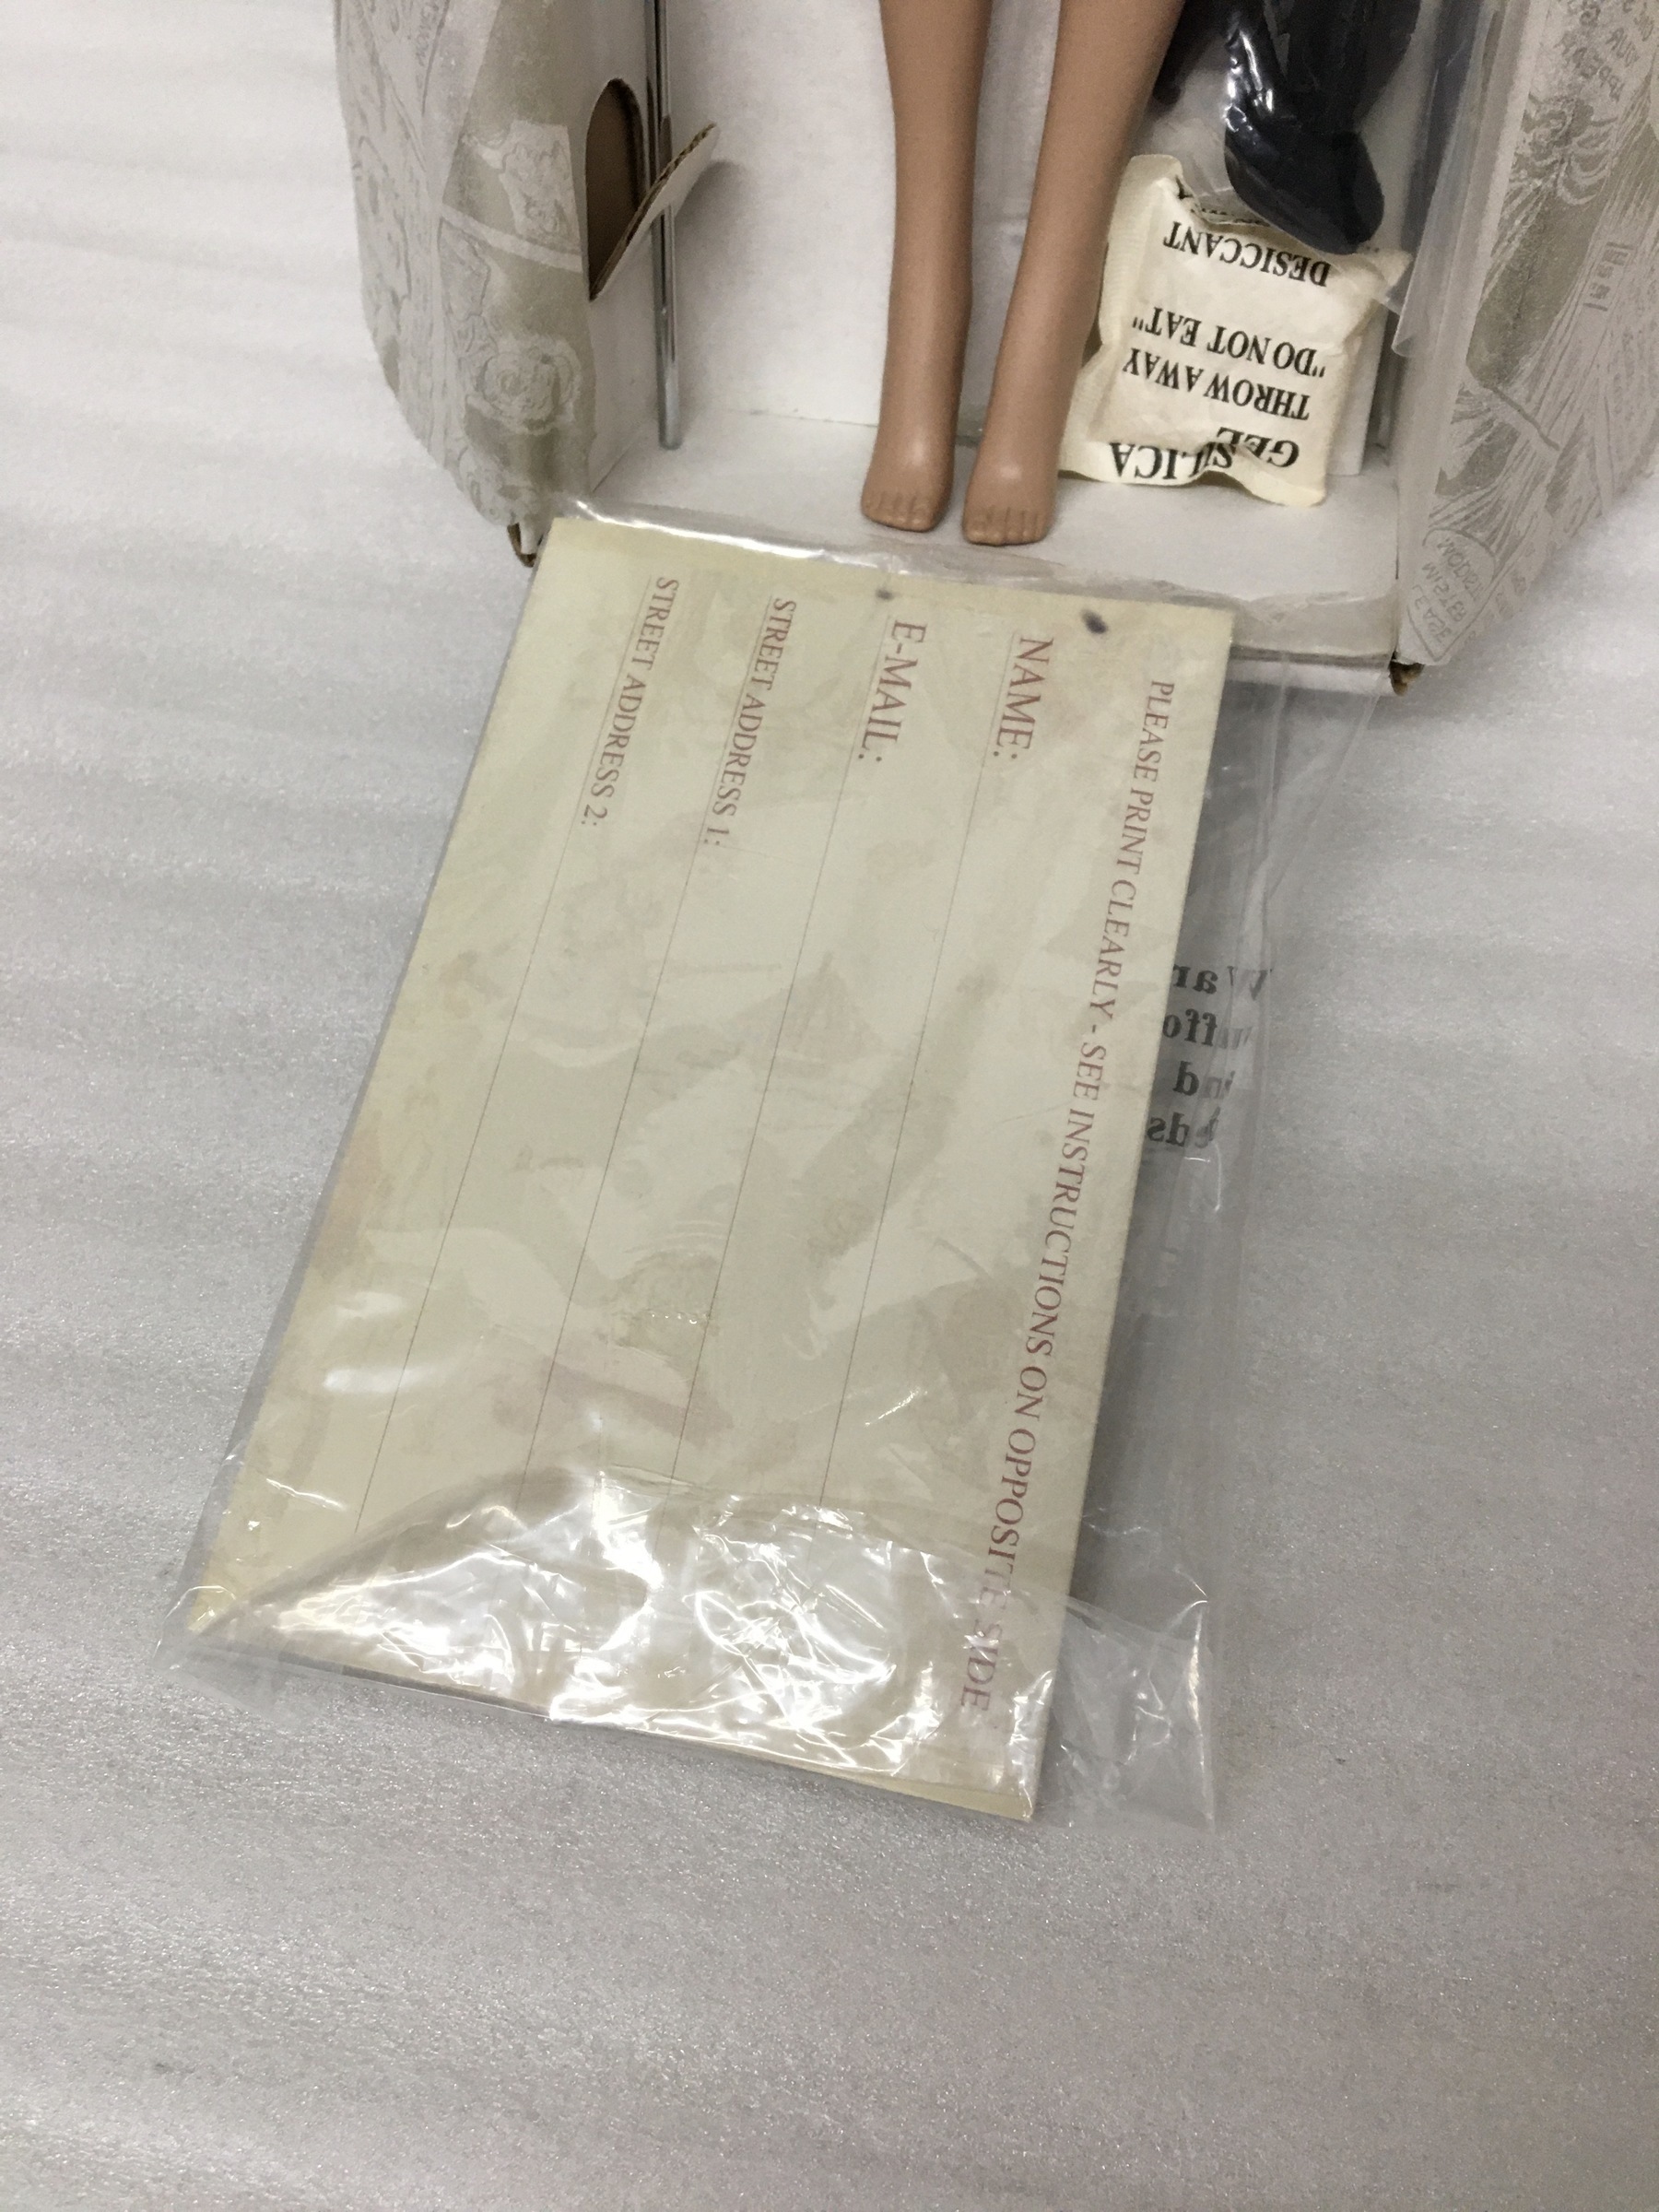 SILICA
GEL
THROW AWAY
"DO NOT EAT"
DESICCANT
PLEASE PRINT CLEARLY - SEE INSTRUCTIONS ON OPPOSITE SIDE
NAME:
E-MAIL:
STREET ADDRESS 1:
STREET ADDRESS 2: